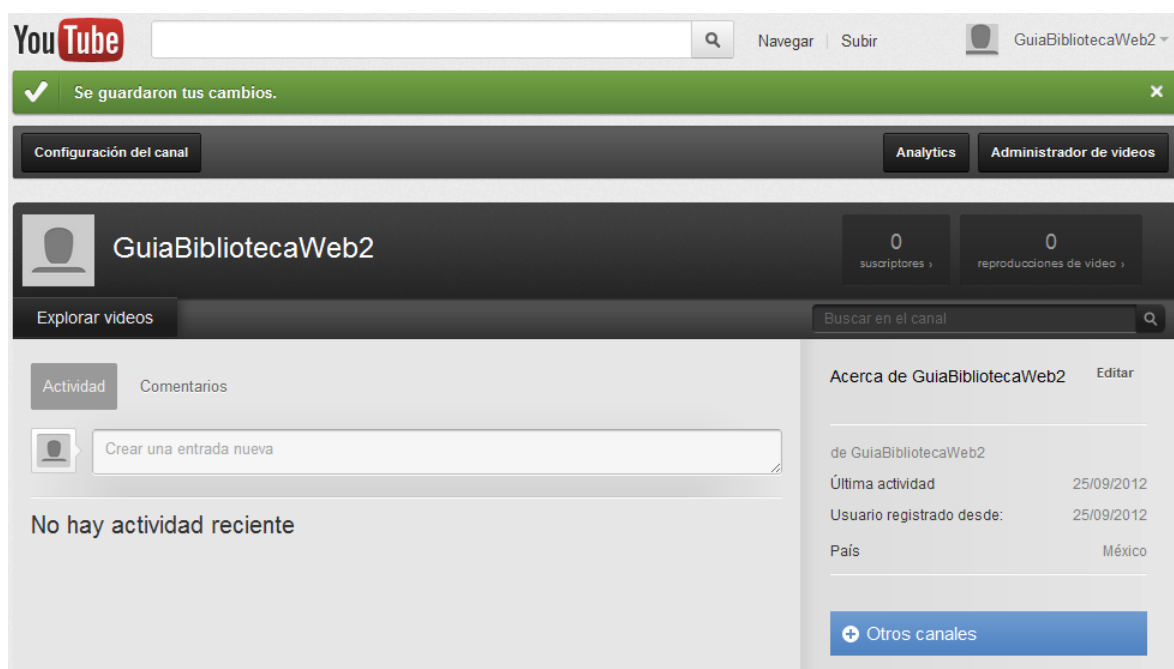 YouTube
Navegar | Subir
GuiaBibliotecaWeb2
Se guardaron tus cambios.
Configuración del canal
Analytics
Administrador de videos
GuiaBibliotecaWeb2
0
suscriptores ›
0
reproducciones de video ›
Explorar videos
Buscar en el canal
Actividad
Comentarios
Crear una entrada nueva
No hay actividad reciente
Acerca de GuiaBibliotecaWeb2
Editar
de GuiaBibliotecaWeb2
Última actividad 25/09/2012
Usuario registrado desde: 25/09/2012
País México
Otros canales